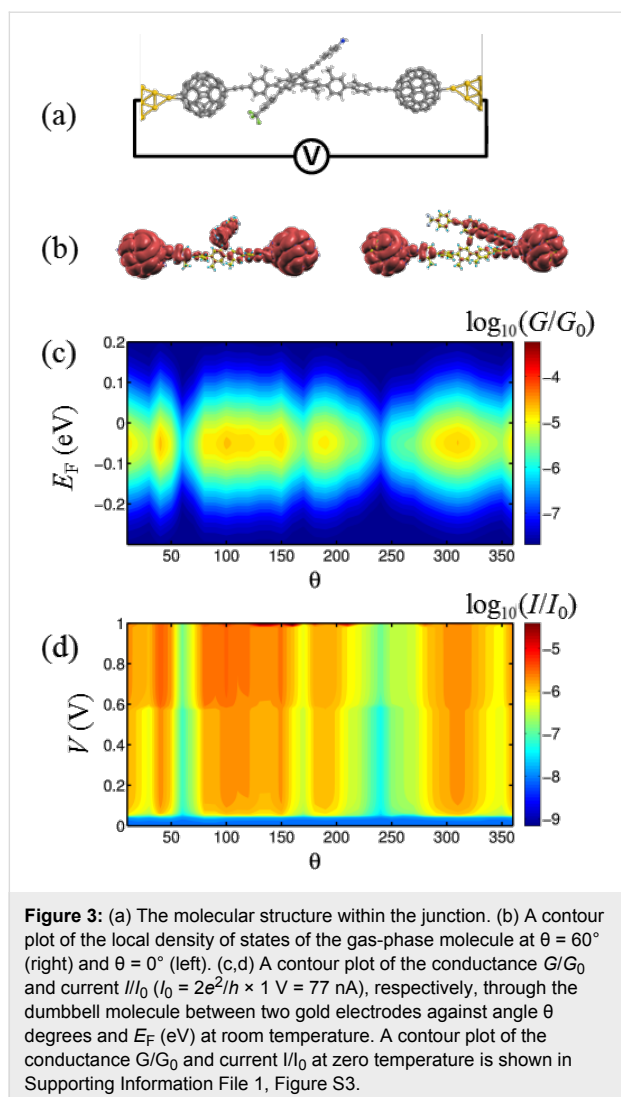 (a)
V
(b)
log₁₀(G/G₀)
(c)
0.2
0.1
0
−0.1
−0.2
E_F (eV)
−4
−5
−6
−7
50 100 150 200 250 300 350
θ
log₁₀(I/I₀)
(d)
1
0.8
0.6
0.4
0.2
0
V (V)
−5
−6
−7
−8
−9
50 100 150 200 250 300 350
θ
Figure 3: (a) The molecular structure within the junction. (b) A contour
plot of the local density of states of the gas-phase molecule at θ = 60°
(right) and θ = 0° (left). (c,d) A contour plot of the conductance G/G₀
and current I/I₀ (I₀ = 2e²/h × 1 V = 77 nA), respectively, through the
dumbbell molecule between two gold electrodes against angle θ
degrees and E_F (eV) at room temperature. A contour plot of the
conductance G/G₀ and current I/I₀ at zero temperature is shown in
Supporting Information File 1, Figure S3.